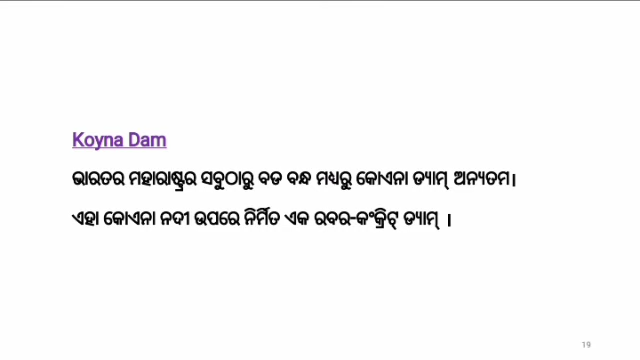 Koyna Dam
ଭାରତର ମହାରାଷ୍ଟ୍ରର ସବୁଠାରୁ ବଡ ବନ୍ଧ ମଧ୍ୟରୁ କୋଏନା ଡ୍ୟାମ୍ ଅନ୍ୟତମ।
ଏହା କୋଏନା ନଦୀ ଉପରେ ନିର୍ମିତ ଏକ ରବର-କଂକ୍ରିଟ୍ ଡ୍ୟାମ୍ ।
19